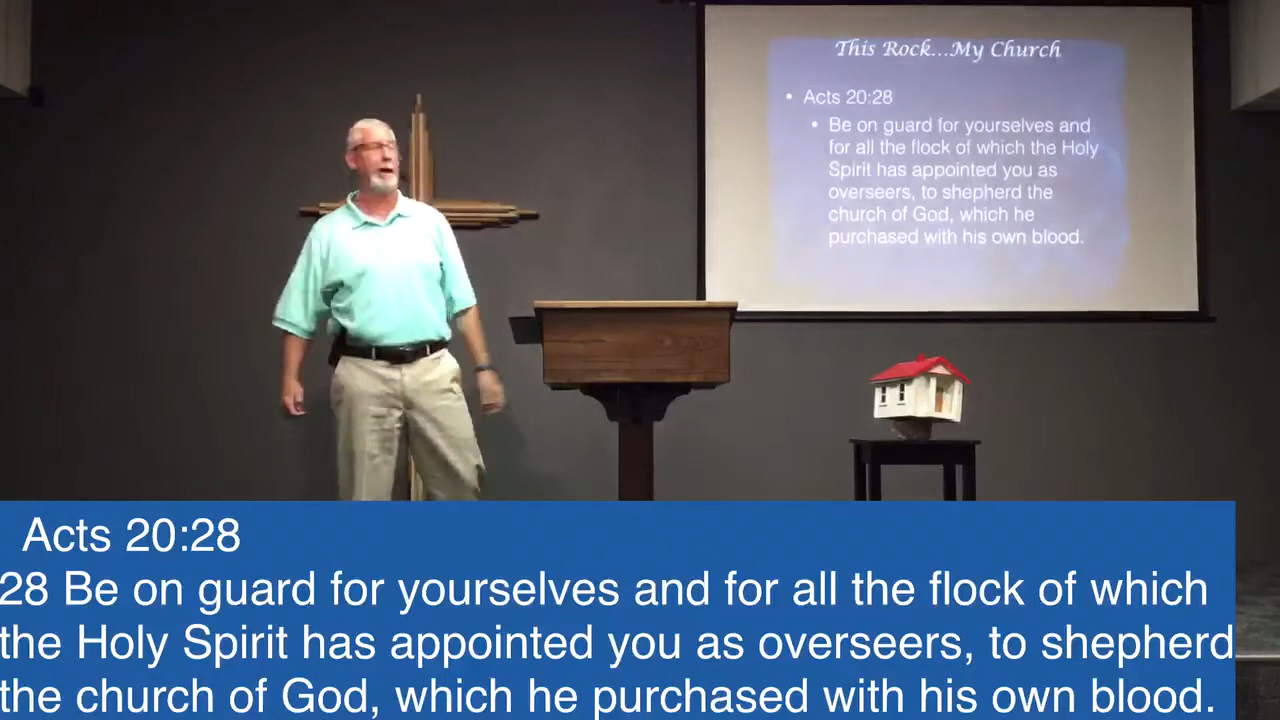 This Rock...My Church
• Acts 20:28
• Be on guard for yourselves and
for all the flock of which the Holy
Spirit has appointed you as
overseers, to shepherd the
church of God, which he
purchased with his own blood.
Acts 20:28
28 Be on guard for yourselves and for all the flock of which
the Holy Spirit has appointed you as overseers, to shepherd
the church of God, which he purchased with his own blood.